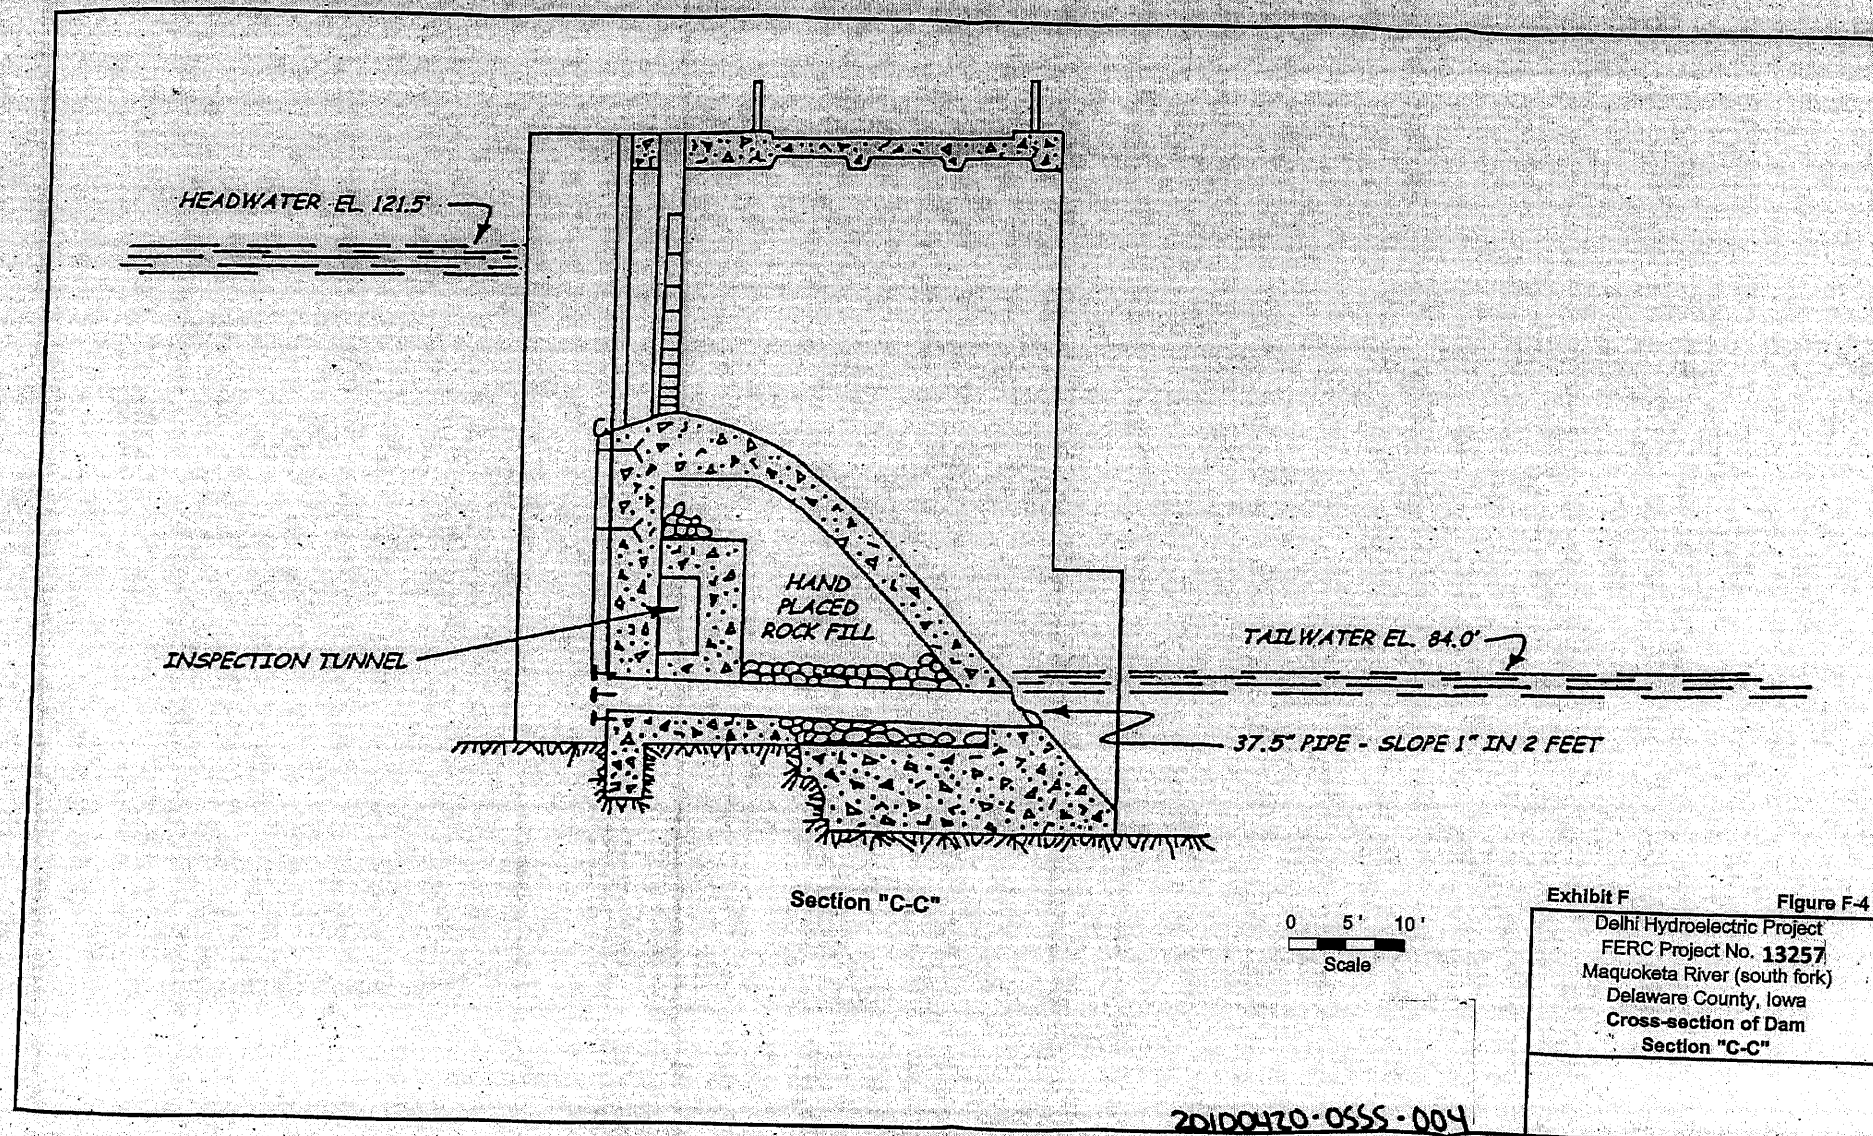 HEADWATER EL. 121.5'
HAND
PLACED
ROCK FILL
INSPECTION TUNNEL
TAILWATER EL. 84.0'
37.5" PIPE - SLOPE 1" IN 2 FEET
Section "C-C"
0 5' 10'
Scale
Exhibit F Figure F-4
Delhi Hydroelectric Project
FERC Project No. 13257
Maquoketa River (south fork)
Delaware County, Iowa
Cross-section of Dam
Section "C-C"
20100420-0SSS-004